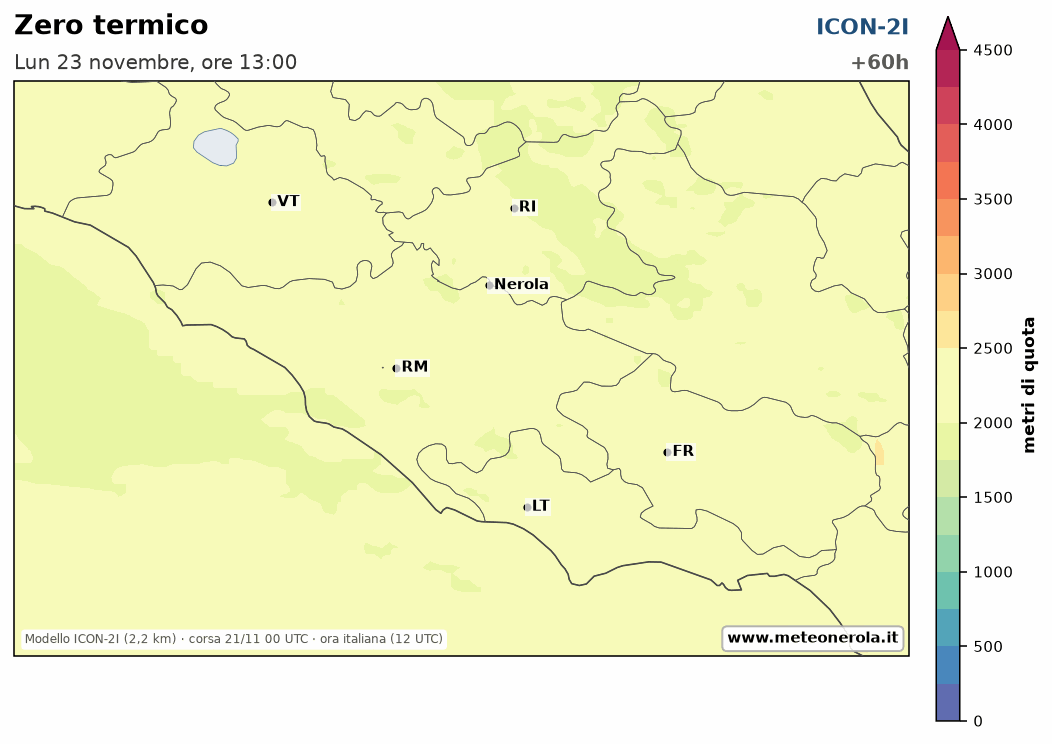 Zero termico
ICON-2I
Lun 23 novembre, ore 13:00
+60h
VT
RI
Nerola
RM
FR
LT
4500
4000
3500
3000
2500
2000
1500
1000
500
0
metri di quota
Modello ICON-2I (2,2 km) · corsa 21/11 00 UTC · ora italiana (12 UTC)
www.meteonerola.it